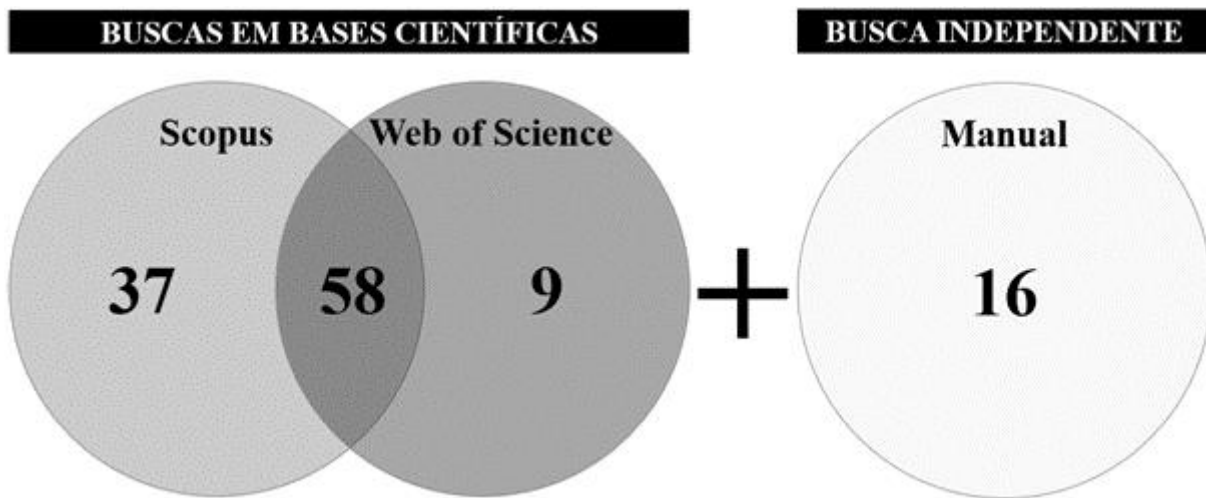 BUSCAS EM BASES CIENTÍFICAS
BUSCA INDEPENDENTE
Scopus
Web of Science
Manual
37
58
9
+
16